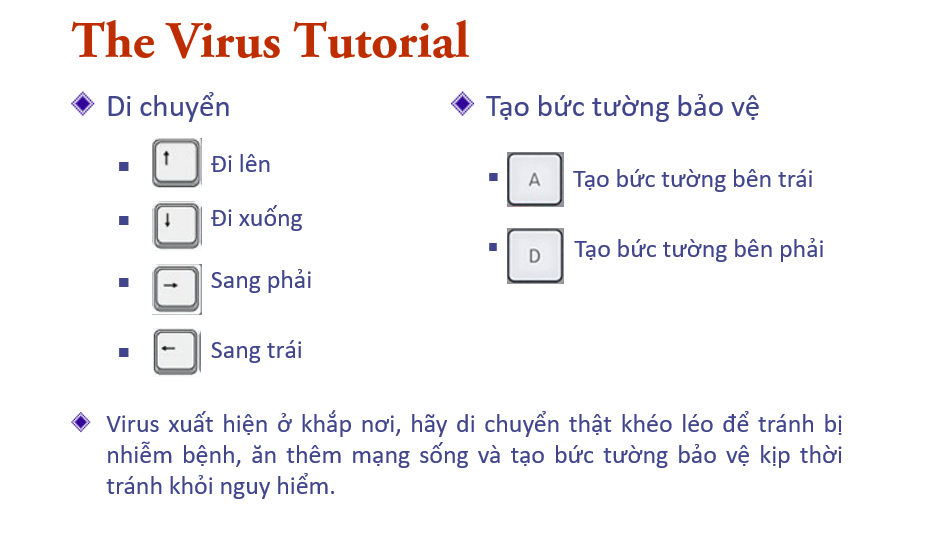 The Virus Tutorial
Di chuyển
↑ Đi lên
↓ Đi xuống
→ Sang phải
← Sang trái
Tạo bức tường bảo vệ
A Tạo bức tường bên trái
D Tạo bức tường bên phải
Virus xuất hiện ở khắp nơi, hãy di chuyển thật khéo léo để tránh bị
nhiễm bệnh, ăn thêm mạng sống và tạo bức tường bảo vệ kịp thời
tránh khỏi nguy hiểm.